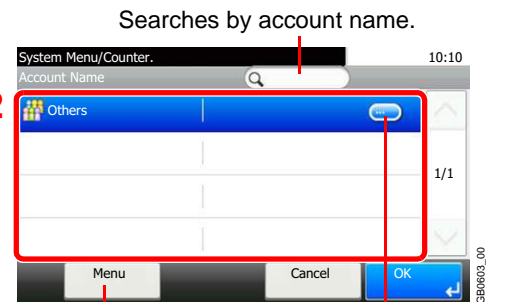 Searches by account name.
System Menu/Counter.
10:10
Account Name
2
Others
1/1
Menu
Cancel
OK
GB0603_00